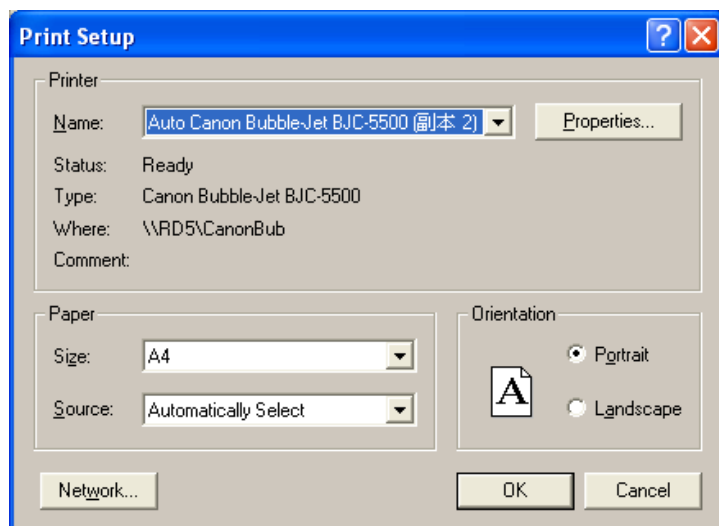 Print Setup
Printer
Name: Auto Canon Bubble-Jet BJC-5500 (副本 2) Properties...
Status: Ready
Type: Canon Bubble-Jet BJC-5500
Where: \\RD5\CanonBub
Comment:
Paper
Size: A4
Source: Automatically Select
Orientation
A
Portrait
Landscape
Network... OK Cancel